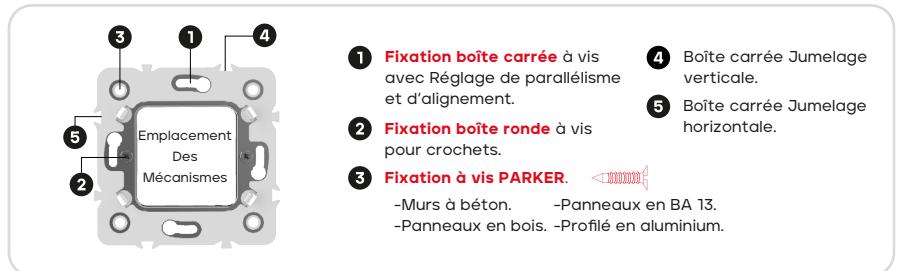 3
1
4
5
2
Emplacement
Des
Mécanismes
1 Fixation boîte carrée à vis
avec Réglage de parallélisme
et d'alignement.
2 Fixation boîte ronde à vis
pour crochets.
3 Fixation à vis PARKER.
-Murs à béton. -Panneaux en BA 13.
-Panneaux en bois. -Profilé en aluminium.
4 Boîte carrée Jumelage
verticale.
5 Boîte carrée Jumelage
horizontale.